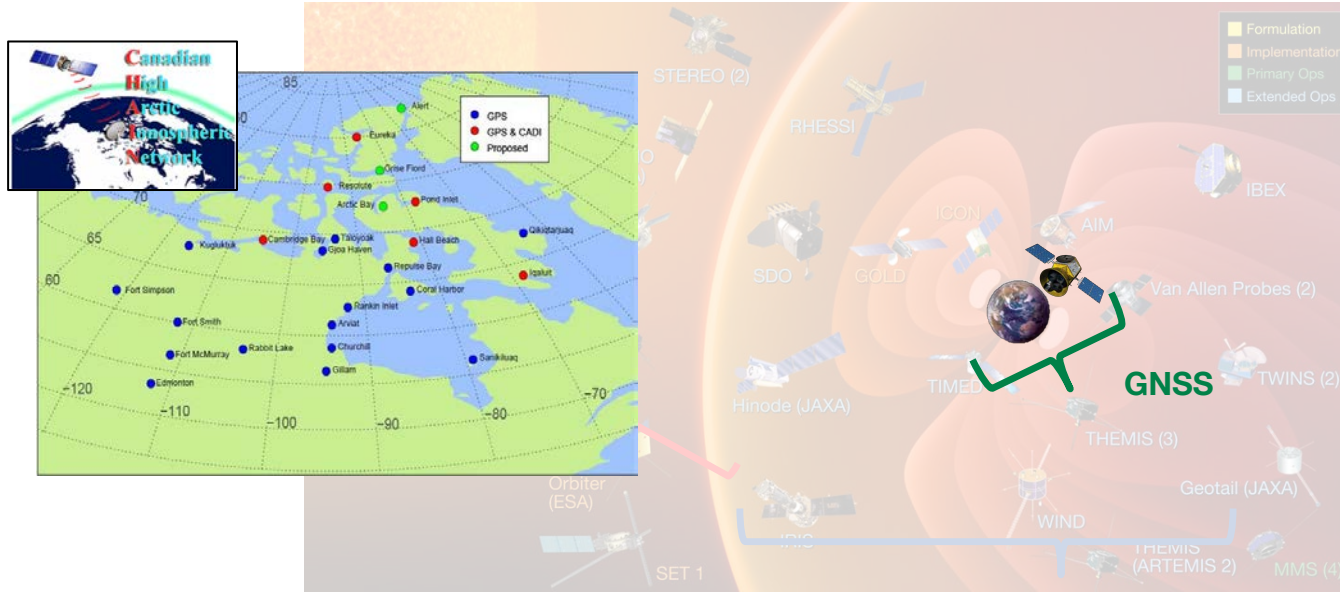 Canadian
High
Arctic
Ionospheric
Network
85
70
65
60
−120
−110
−100
−90
−80
−70
GPS
GPS & CADI
Proposed
Alert
Eureka
Grise Fiord
Resolute
Arctic Bay
Pond Inlet
Qikiqtarjuaq
Kugluktuk
Cambridge Bay
Taloyoak
Gjoa Haven
Hall Beach
Repulse Bay
Iqaluit
Coral Harbor
Fort Simpson
Rankin Inlet
Fort Smith
Arviat
Fort McMurray
Rabbit Lake
Churchill
Sanikiluaq
Gillam
Edmonton
Formulation
Implementation
Primary Ops
Extended Ops
STEREO (2)
RHESSI
IBEX
ICON
AIM
SDO
GOLD
Van Allen Probes (2)
TIMED
GNSS
TWINS (2)
Hinode (JAXA)
THEMIS (3)
Orbiter
(ESA)
Geotail (JAXA)
WIND
IRIS
THEMIS
(ARTEMIS 2)
SET 1
MMS (4)